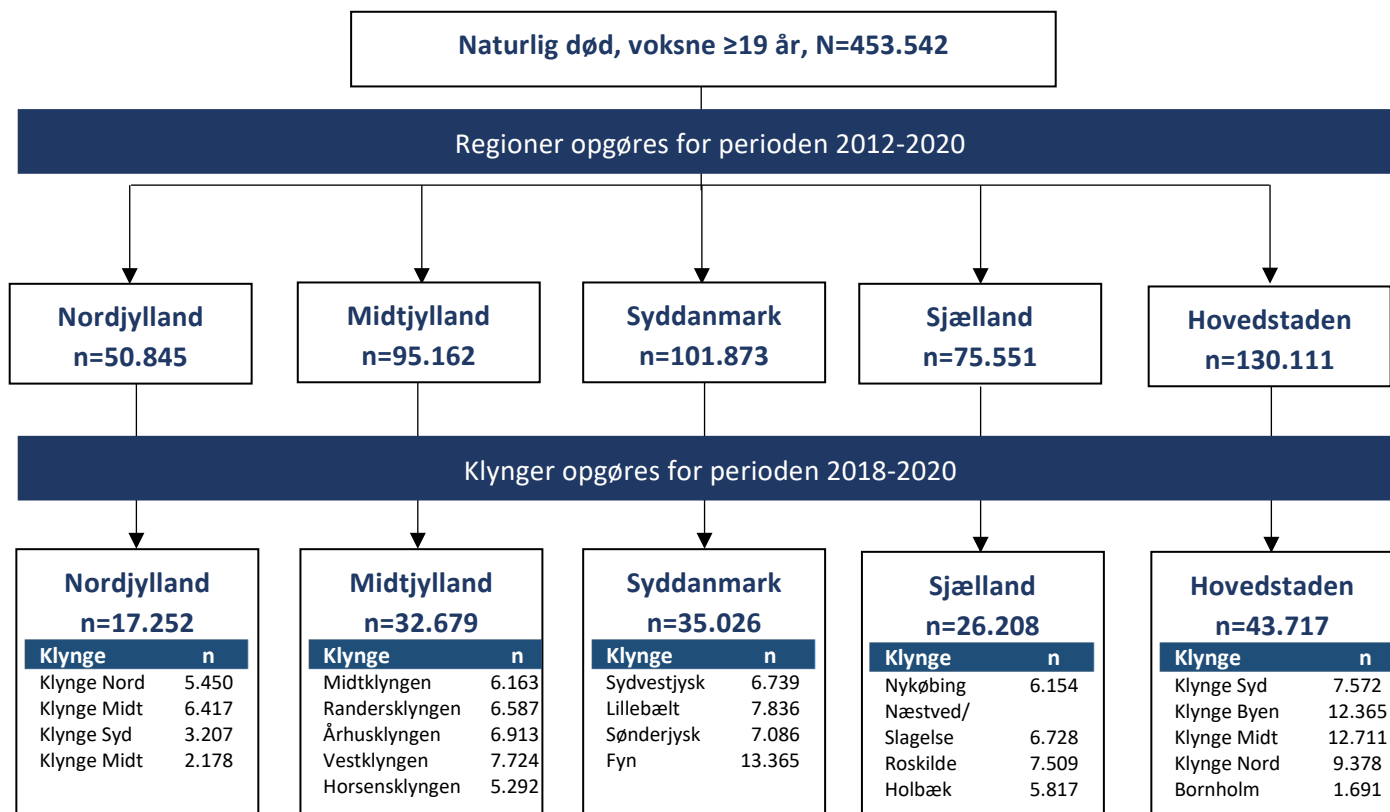 Naturlig død, voksne ≥19 år, N=453.542
Regioner opgøres for perioden 2012-2020
Nordjylland
n=50.845
Midtjylland
n=95.162
Syddanmark
n=101.873
Sjælland
n=75.551
Hovedstaden
n=130.111
Klynger opgøres for perioden 2018-2020
Nordjylland
n=17.252
Klynge n
Klynge Nord 5.450
Klynge Midt 6.417
Klynge Syd 3.207
Klynge Midt 2.178
Midtjylland
n=32.679
Klynge n
Midtklyngen 6.163
Randersklyngen 6.587
Århusklyngen 6.913
Vestklyngen 7.724
Horsensklyngen 5.292
Syddanmark
n=35.026
Klynge n
Sydvestjysk 6.739
Lillebælt 7.836
Sønderjysk 7.086
Fyn 13.365
Sjælland
n=26.208
Klynge n
Nykøbing 6.154
Næstved/
Slagelse 6.728
Roskilde 7.509
Holbæk 5.817
Hovedstaden
n=43.717
Klynge n
Klynge Syd 7.572
Klynge Byen 12.365
Klynge Midt 12.711
Klynge Nord 9.378
Bornholm 1.691